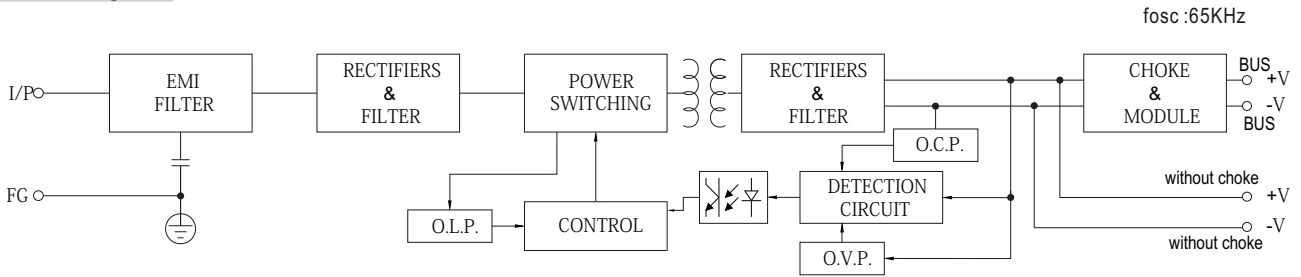 fosc :65KHz
I/P
EMI
FILTER
RECTIFIERS
&
FILTER
POWER
SWITCHING
RECTIFIERS
&
FILTER
CHOKE
&
MODULE
BUS
+V
-V
BUS
O.C.P.
FG
O.L.P.
CONTROL
DETECTION
CIRCUIT
O.V.P.
without choke
+V
-V
without choke